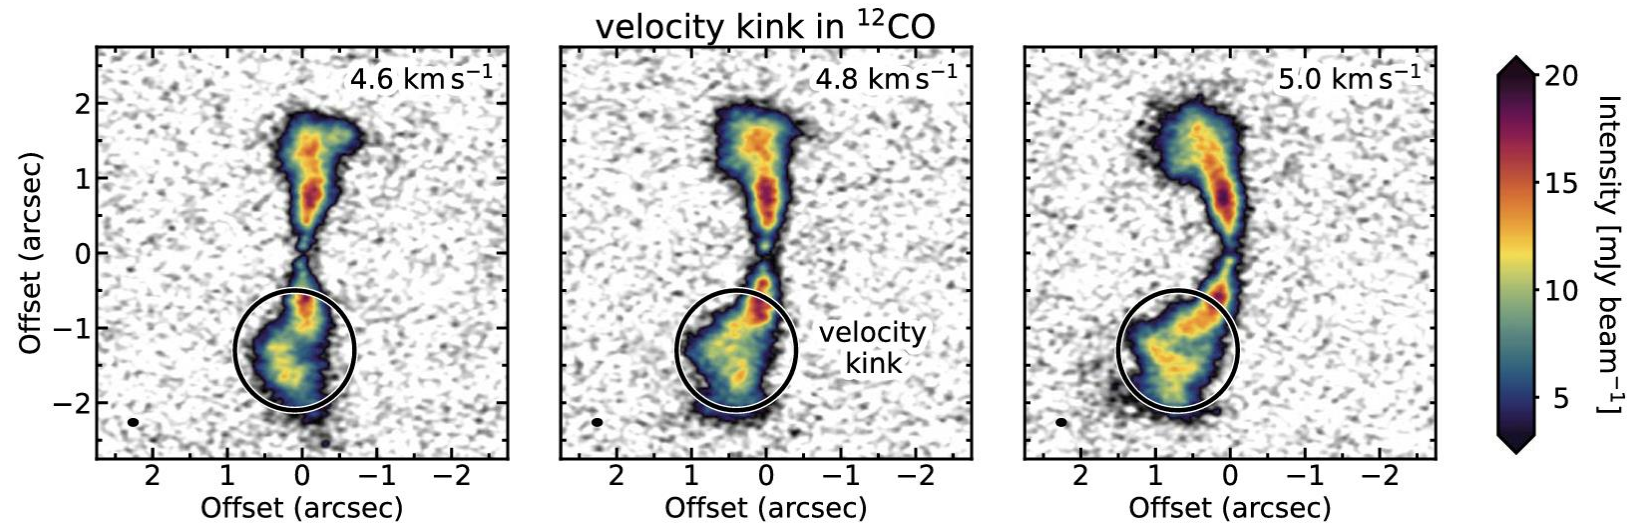 velocity kink in ¹²CO
4.6 km s⁻¹
4.8 km s⁻¹
5.0 km s⁻¹
velocity
kink
Offset (arcsec)
2
1
0
−1
−2
2 1 0 −1 −2
2 1 0 −1 −2
2 1 0 −1 −2
Offset (arcsec)
Offset (arcsec)
Offset (arcsec)
20
15
10
5
Intensity [mJy beam⁻¹]